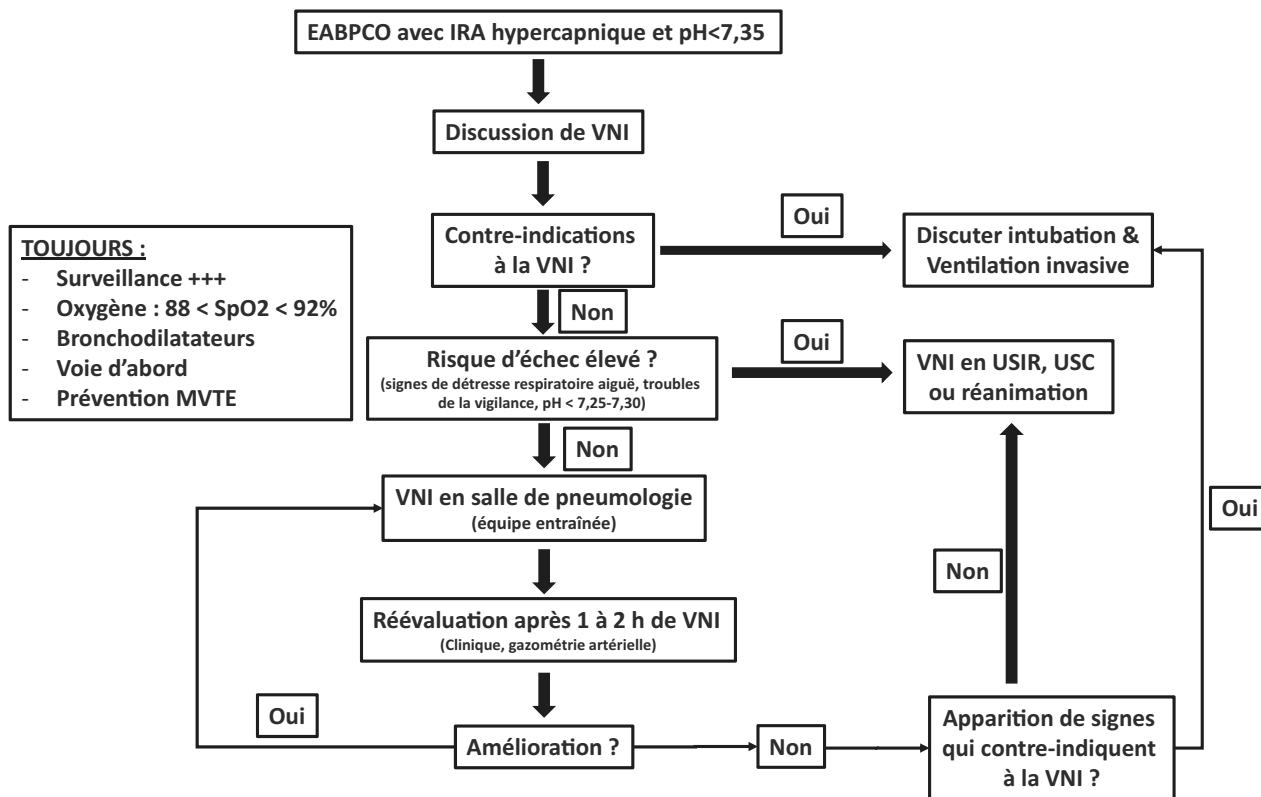 EABPCO avec IRA hypercapnique et pH<7,35
Discussion de VNI
Contre-indications
à la VNI ?
Oui
Discuter intubation &
Ventilation invasive
TOUJOURS :
- Surveillance +++
- Oxygène : 88 < SpO2 < 92%
- Bronchodilatateurs
- Voie d'abord
- Prévention MVTE
Non
Risque d'échec élevé ?
(signes de détresse respiratoire aiguë, troubles
de la vigilance, pH < 7,25-7,30)
Oui
VNI en USIR, USC
ou réanimation
Non
VNI en salle de pneumologie
(équipe entraînée)
Oui
Non
Réévaluation après 1 à 2 h de VNI
(Clinique, gazométrie artérielle)
Oui
Amélioration ?
Non
Apparition de signes
qui contre-indiquent
à la VNI ?